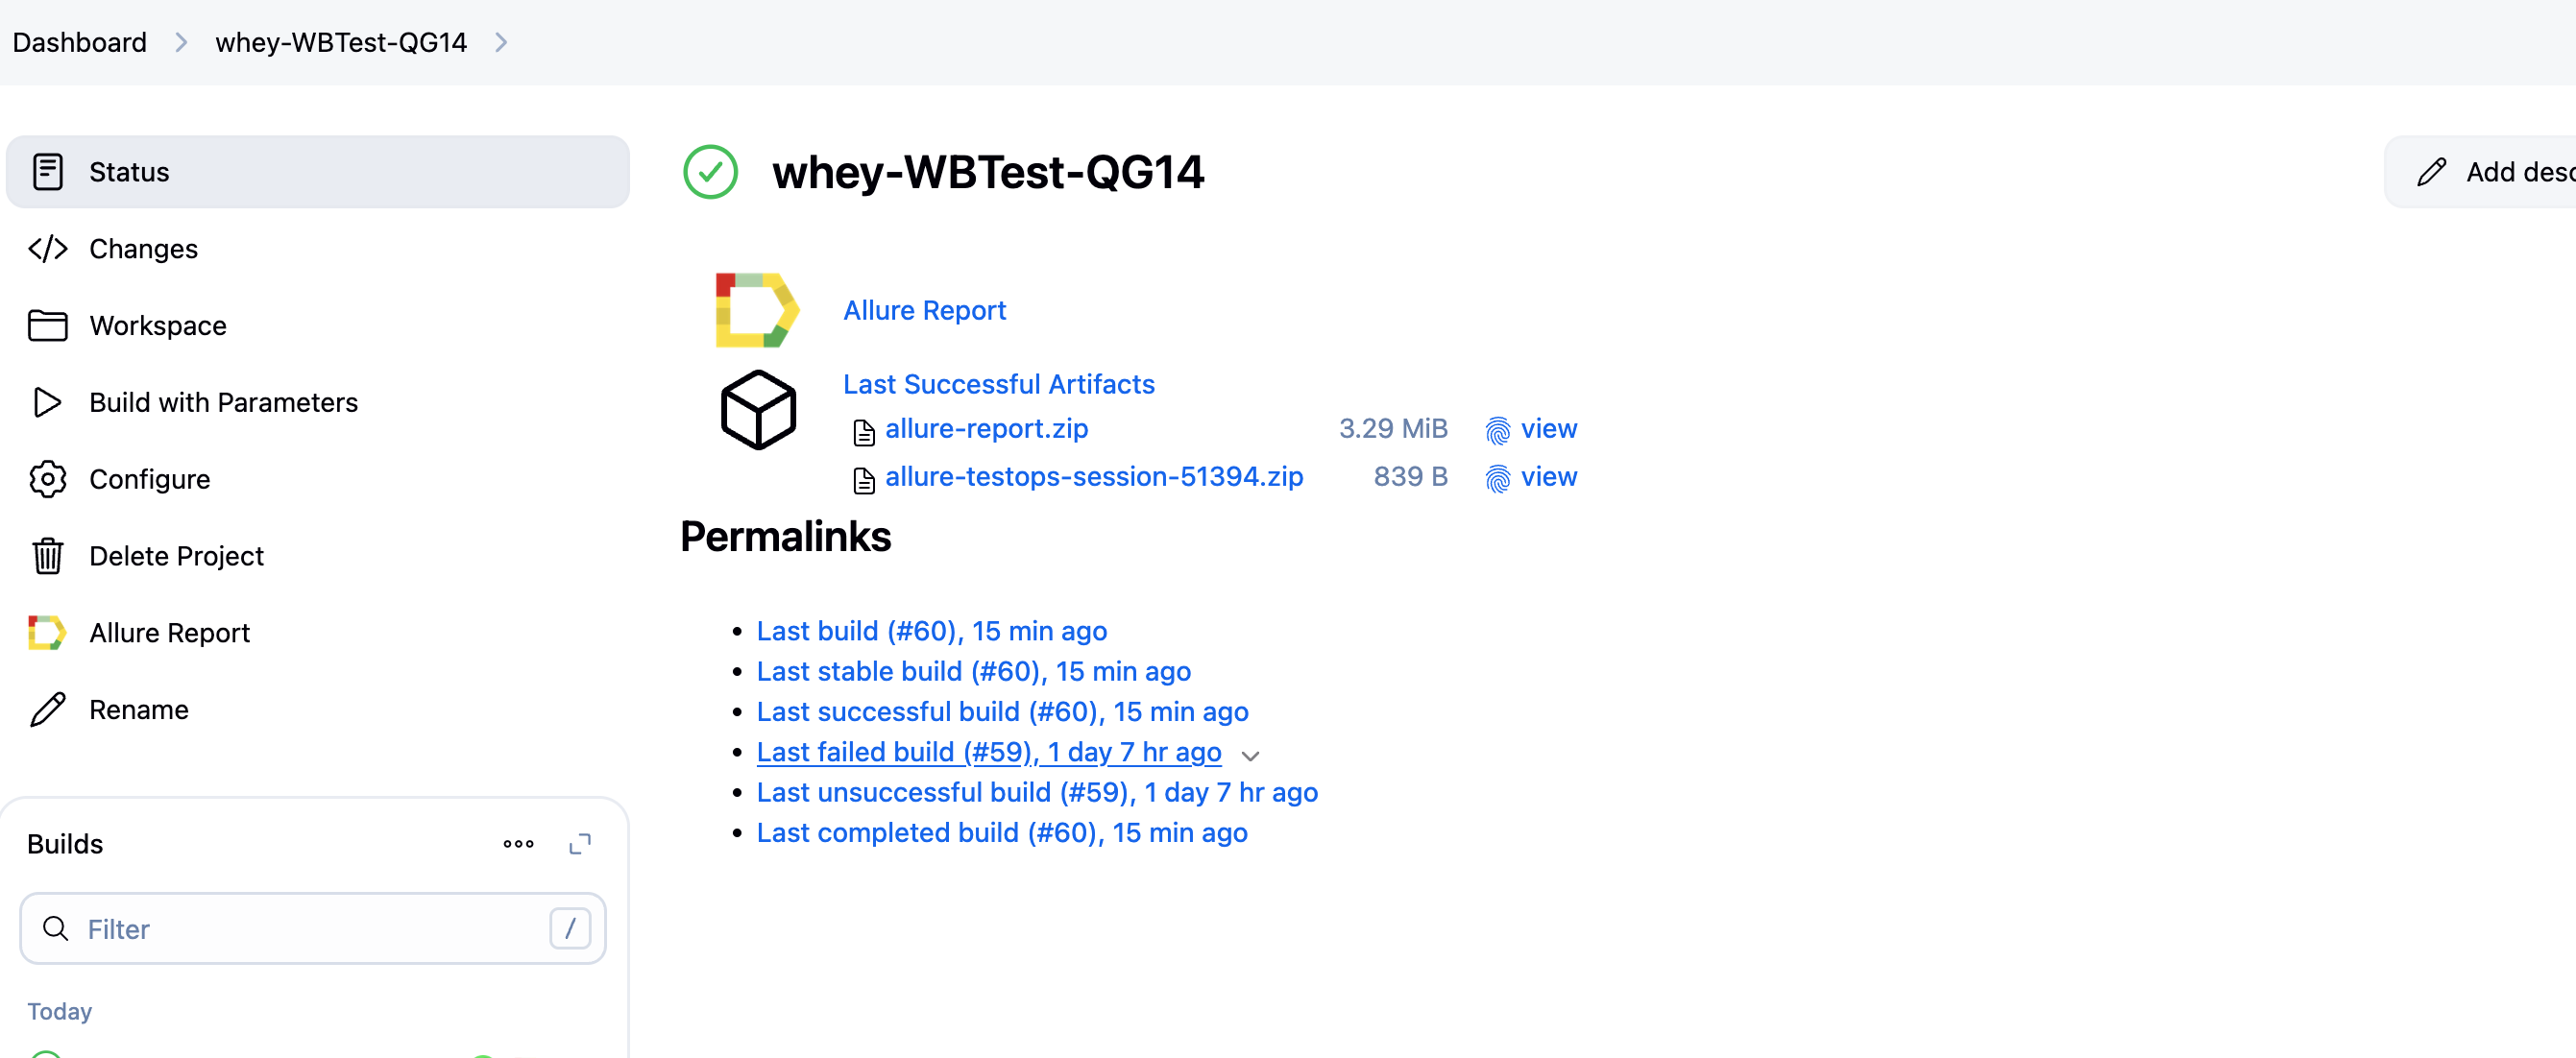 Dashboard > whey-WBTest-QG14 >
Status
Changes
Workspace
Build with Parameters
Configure
Delete Project
Allure Report
Rename
Builds
Filter /
Today
whey-WBTest-QG14
Add desc
Allure Report
Last Successful Artifacts
allure-report.zip 3.29 MiB view
allure-testops-session-51394.zip 839 B view
Permalinks
• Last build (#60), 15 min ago
• Last stable build (#60), 15 min ago
• Last successful build (#60), 15 min ago
• Last failed build (#59), 1 day 7 hr ago
• Last unsuccessful build (#59), 1 day 7 hr ago
• Last completed build (#60), 15 min ago